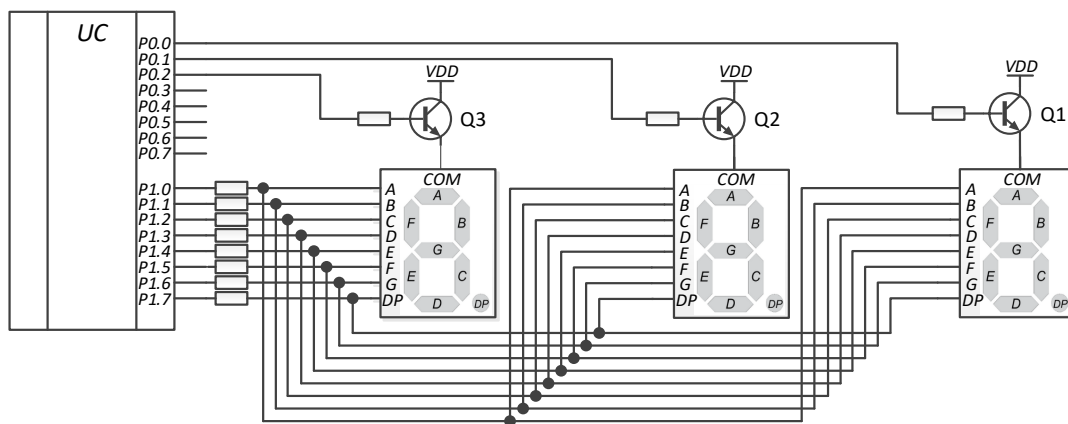 UC
P0.0
P0.1
P0.2
P0.3
P0.4
P0.5
P0.6
P0.7
P1.0
P1.1
P1.2
P1.3
P1.4
P1.5
P1.6
P1.7
VDD
Q3
COM
A
B
C
D
E
F
G
DP
A
F
B
G
E
C
D
DP
VDD
Q2
COM
A
B
C
D
E
F
G
DP
A
F
B
G
E
C
D
DP
VDD
Q1
COM
A
B
C
D
E
F
G
DP
A
F
B
G
E
C
D
DP